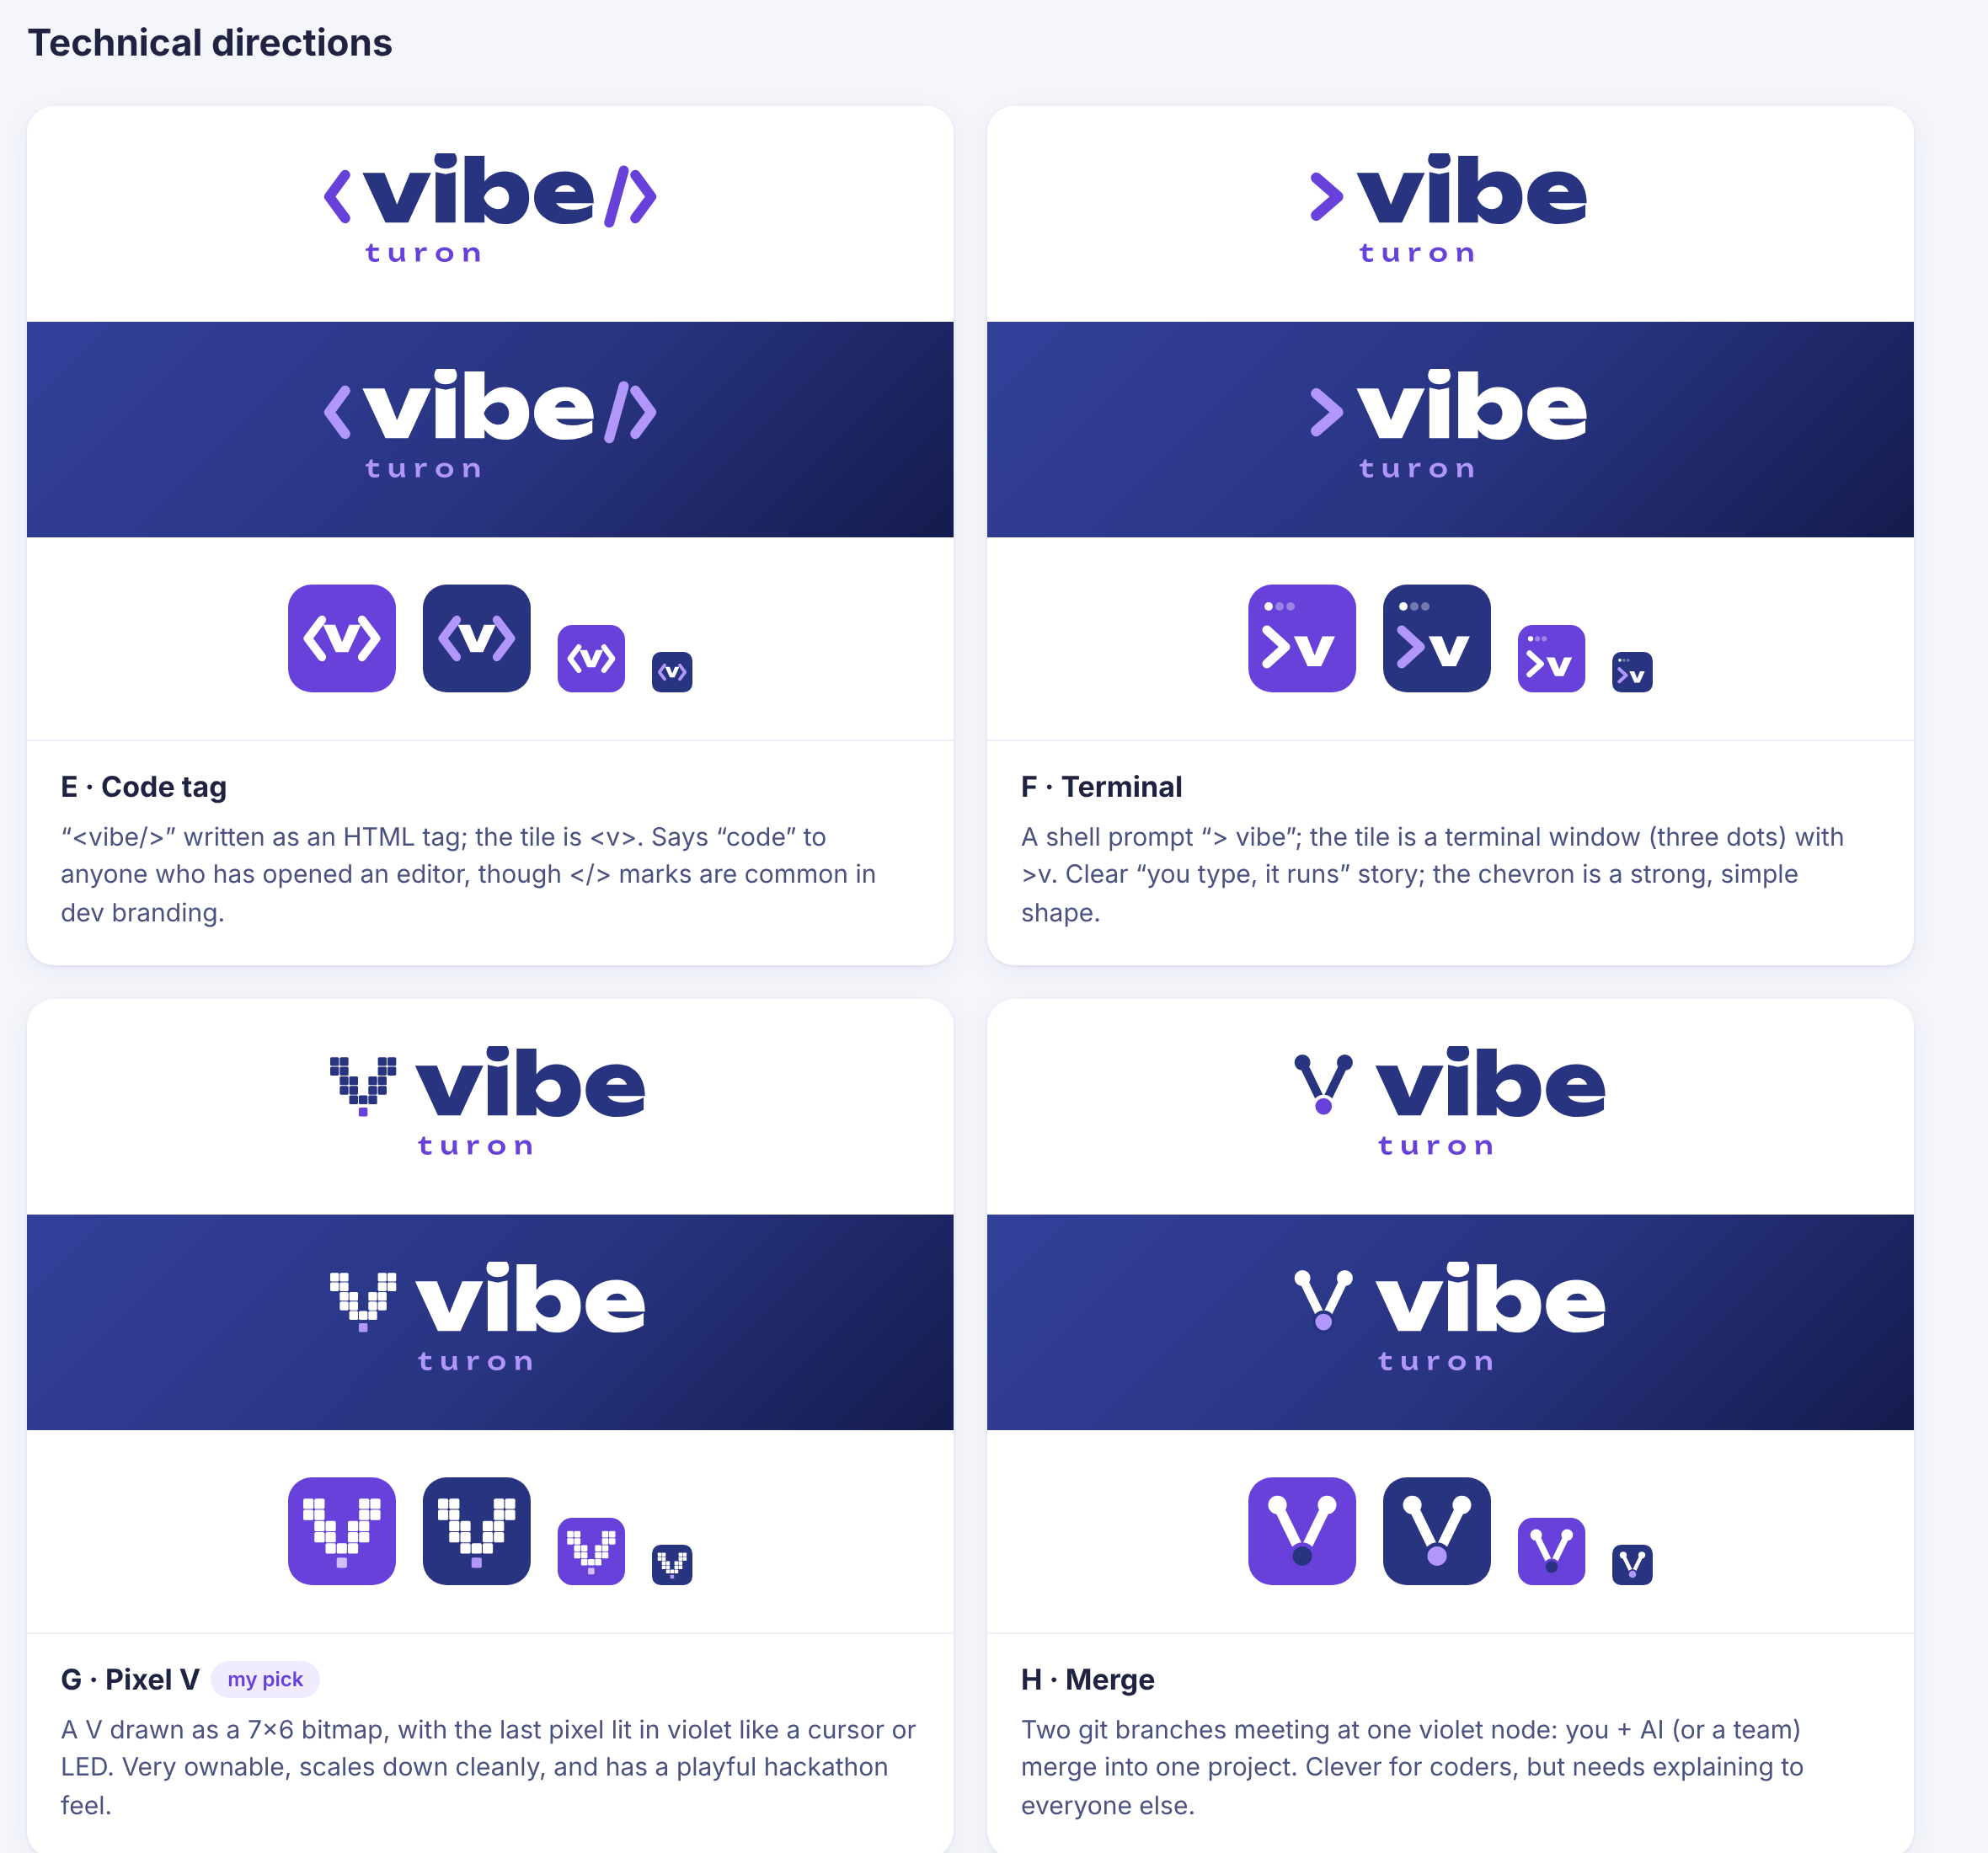 Technical directions
<vibe/>
turon
> vibe
turon
<vibe/>
turon
> vibe
turon
<v>
<v>
<v>
<v>
>v
>v
>v
>v
E · Code tag
“<vibe/>” written as an HTML tag; the tile is <v>. Says “code” to
anyone who has opened an editor, though </> marks are common in
dev branding.
F · Terminal
A shell prompt “> vibe”; the tile is a terminal window (three dots) with
>v. Clear “you type, it runs” story; the chevron is a strong, simple
shape.
V vibe
turon
V vibe
turon
V vibe
turon
V vibe
turon
V
V
V
V
V
V
V
V
G · Pixel V my pick
A V drawn as a 7×6 bitmap, with the last pixel lit in violet like a cursor or
LED. Very ownable, scales down cleanly, and has a playful hackathon
feel.
H · Merge
Two git branches meeting at one violet node: you + AI (or a team)
merge into one project. Clever for coders, but needs explaining to
everyone else.